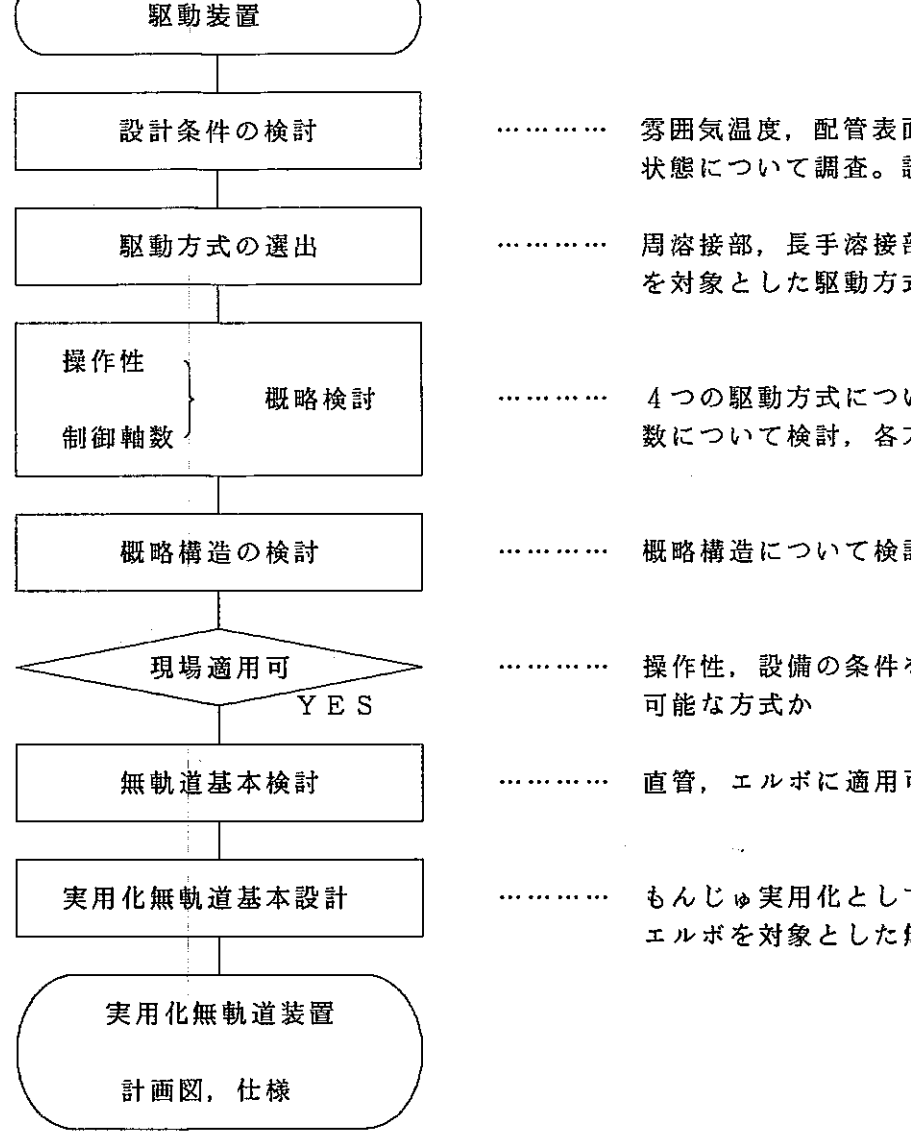 駆動装置
設計条件の検討
………… 雰囲気温度，配管表
状態について調査。
駆動方式の選出
………… 周溶接部，長手溶接
を対象とした駆動方
操作性
制御軸数
概略検討
………… 4つの駆動方式につ
数について検討，各
概略構造の検討
………… 概略構造について検
現場適用可
YES
………… 操作性，設備の条件
可能な方式か
無軌道基本検討
………… 直管，エルボに適用
実用化無軌道基本設計
………… もんじゅ実用化とし
エルボを対象とした
実用化無軌道装置
計画図，仕様